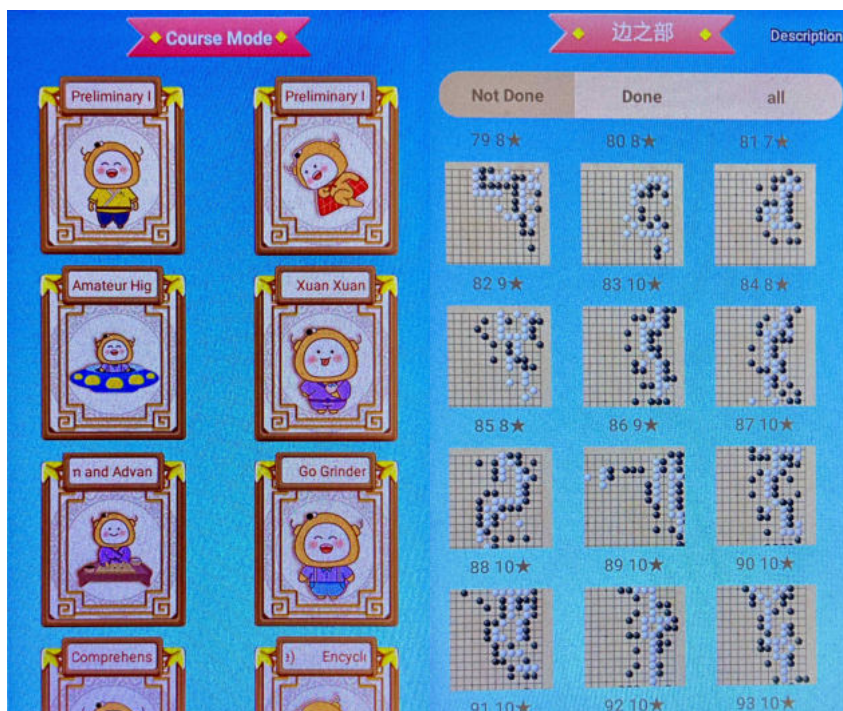 Course Mode
Preliminary I
Preliminary I
Amateur Hig
Xuan Xuan
n and Advan
Go Grinder
Comprehens
e) Encycl
边之部
Description
Not Done
Done
all
79 8★
80 8★
81 7★
82 9★
83 10★
84 8★
85 8★
86 9★
87 10★
88 10★
89 10★
90 10★
91 10★
92 10★
93 10★